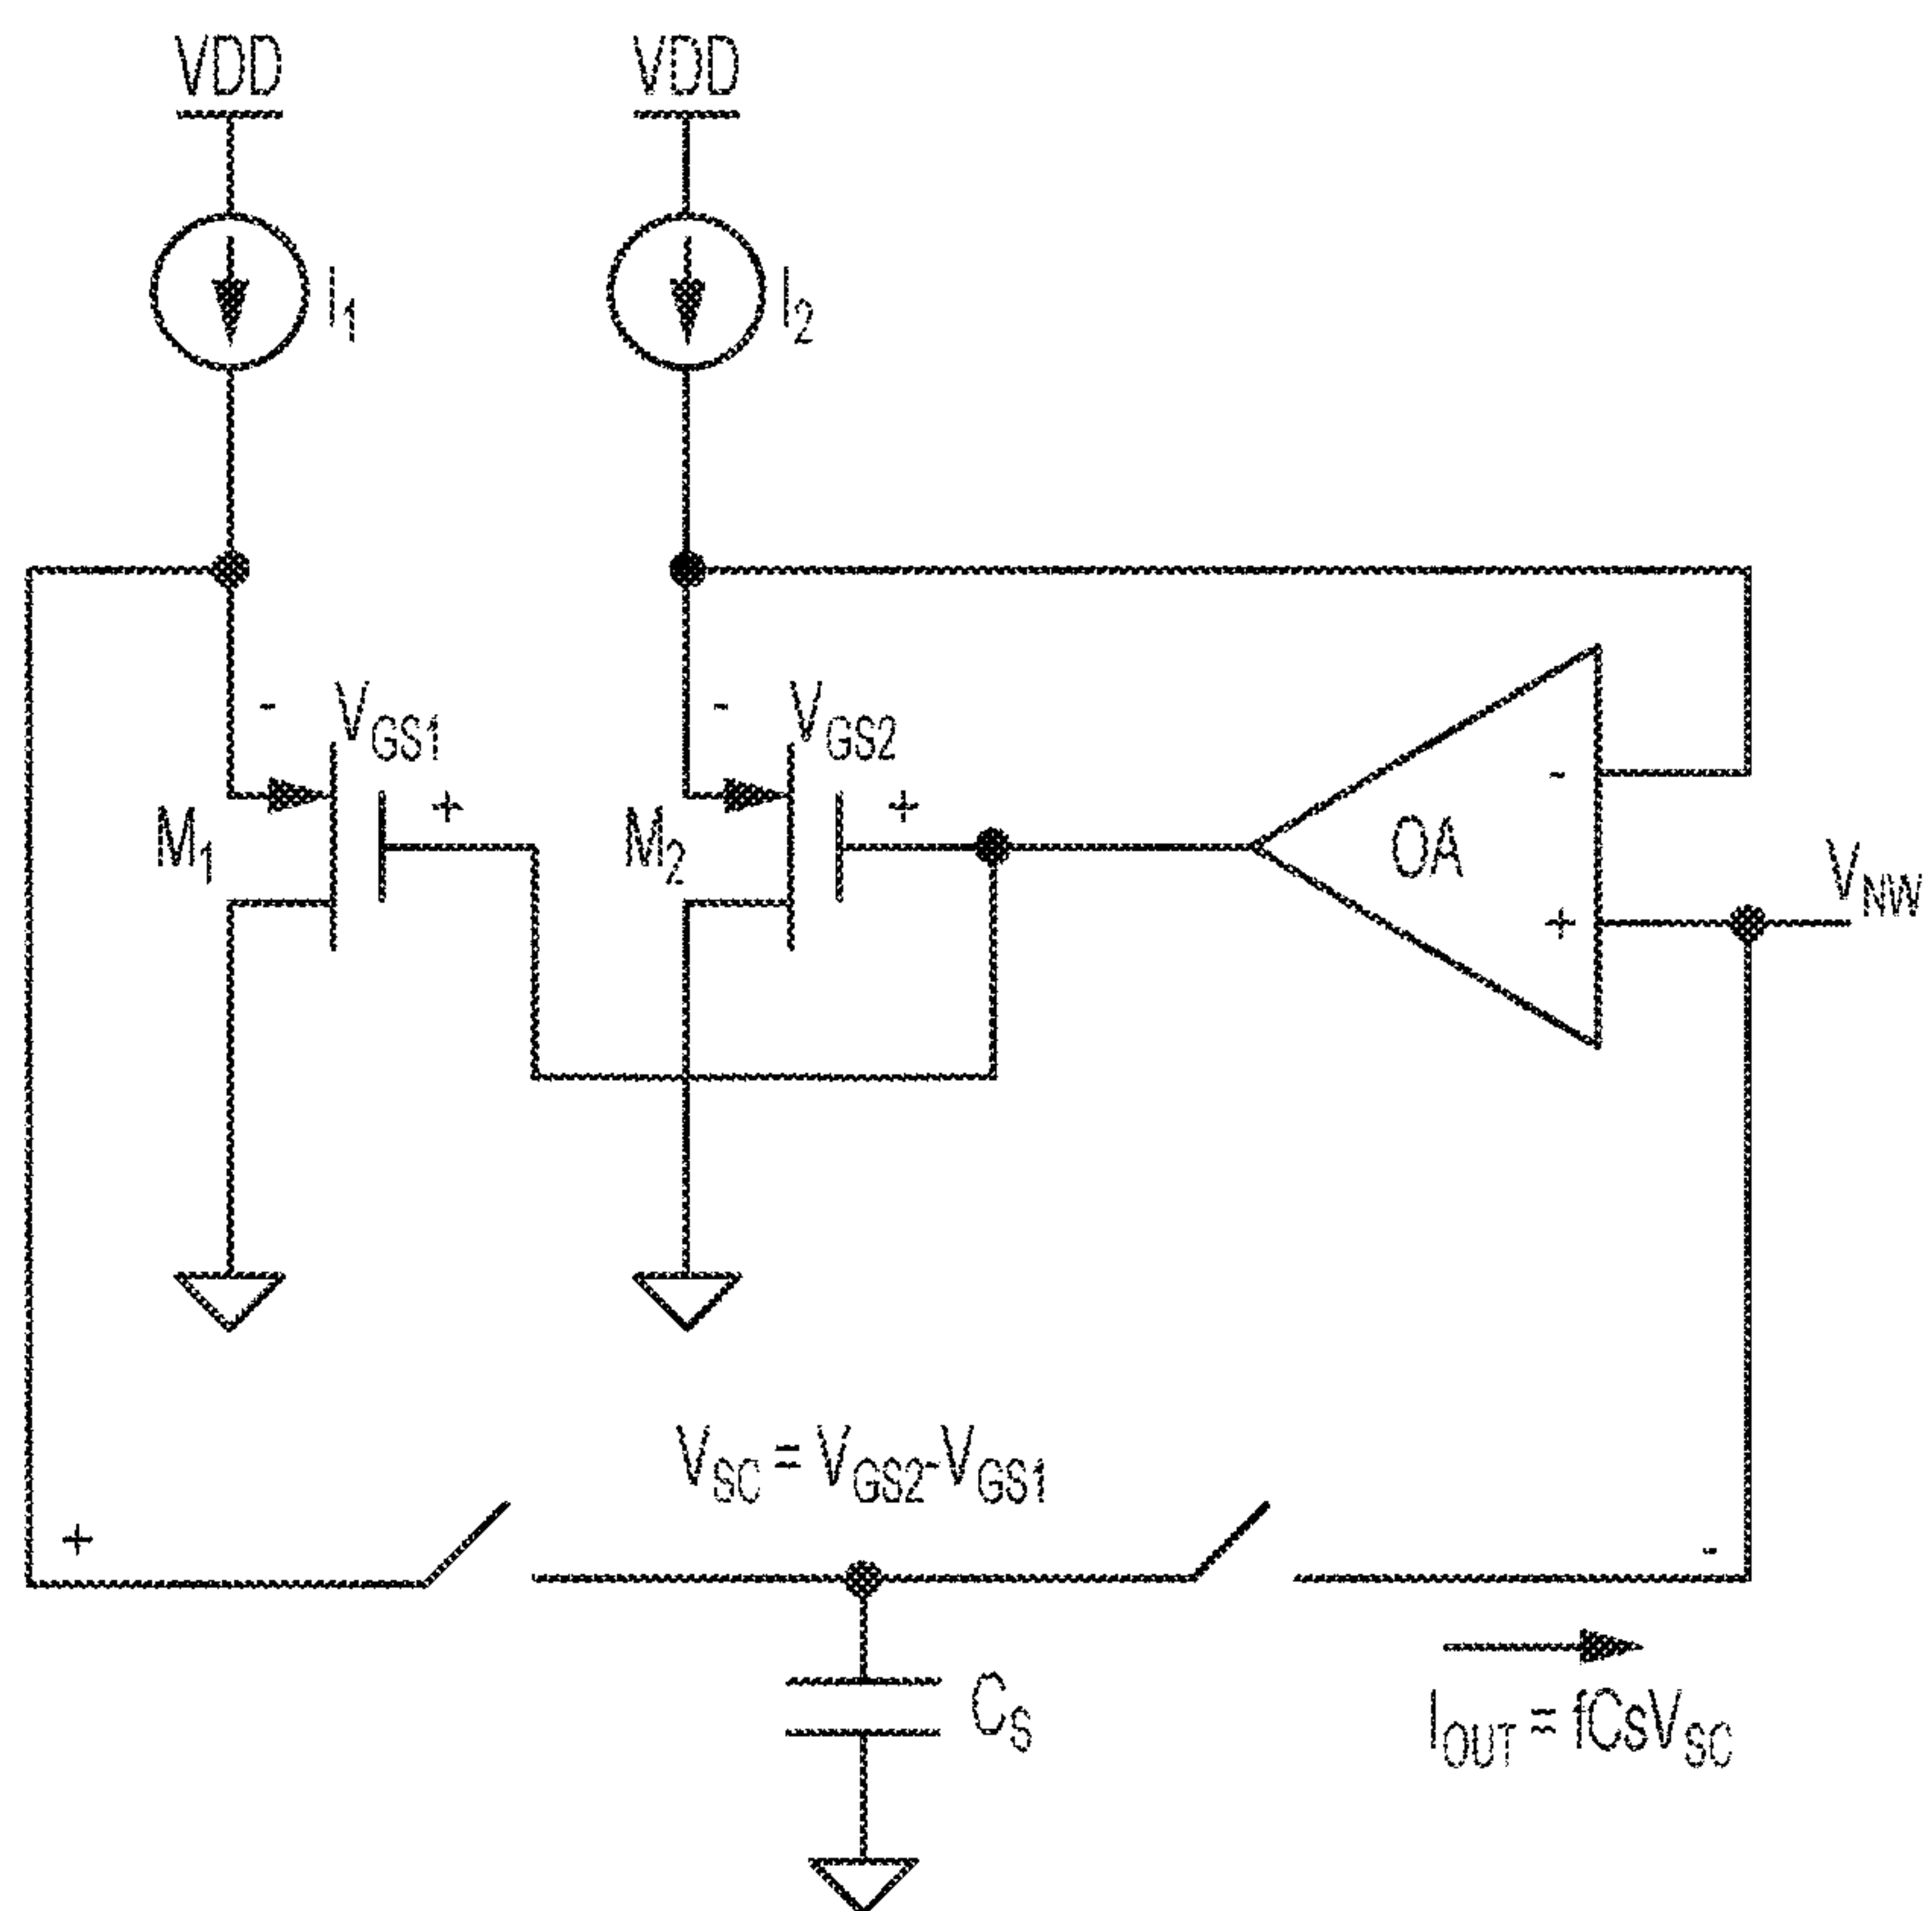 VDD VDD
I1 I2
- VGS1 - VGS2
M1 + M2 + OA - +
VNW
VSC = VGS2-VGS1
+ -
CS
IOUT = fCsVSC